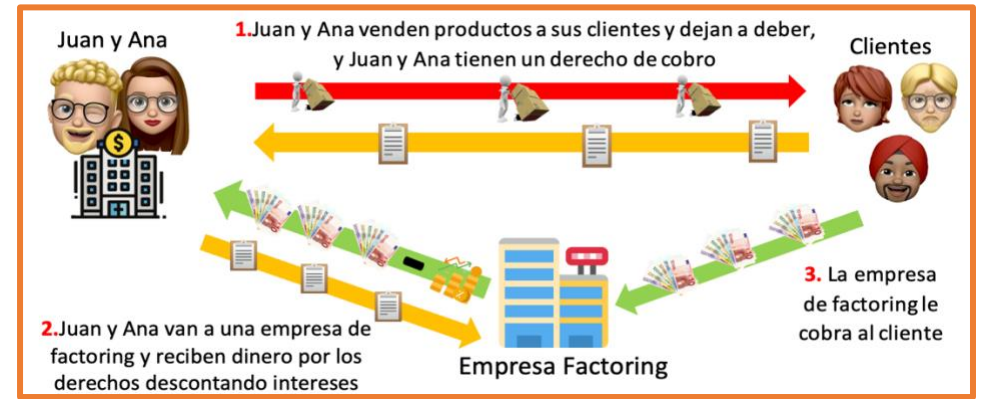 Juan y Ana
1.Juan y Ana venden productos a sus clientes y dejan a deber,
y Juan y Ana tienen un derecho de cobro
Clientes
2.Juan y Ana van a una empresa de
factoring y reciben dinero por los
derechos descontando intereses
Empresa Factoring
3. La empresa
de factoring le
cobra al cliente